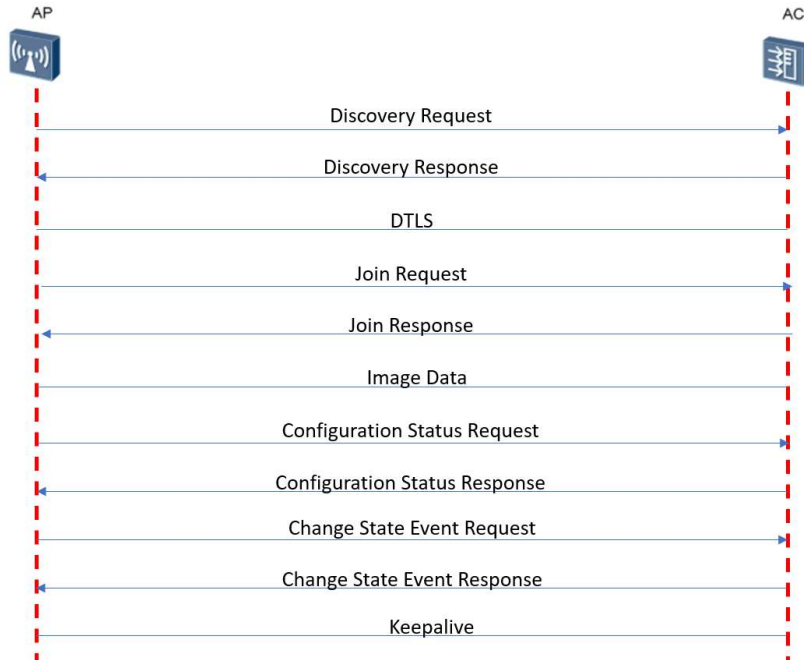 AP
AC
Discovery Request
Discovery Response
DTLS
Join Request
Join Response
Image Data
Configuration Status Request
Configuration Status Response
Change State Event Request
Change State Event Response
Keepalive